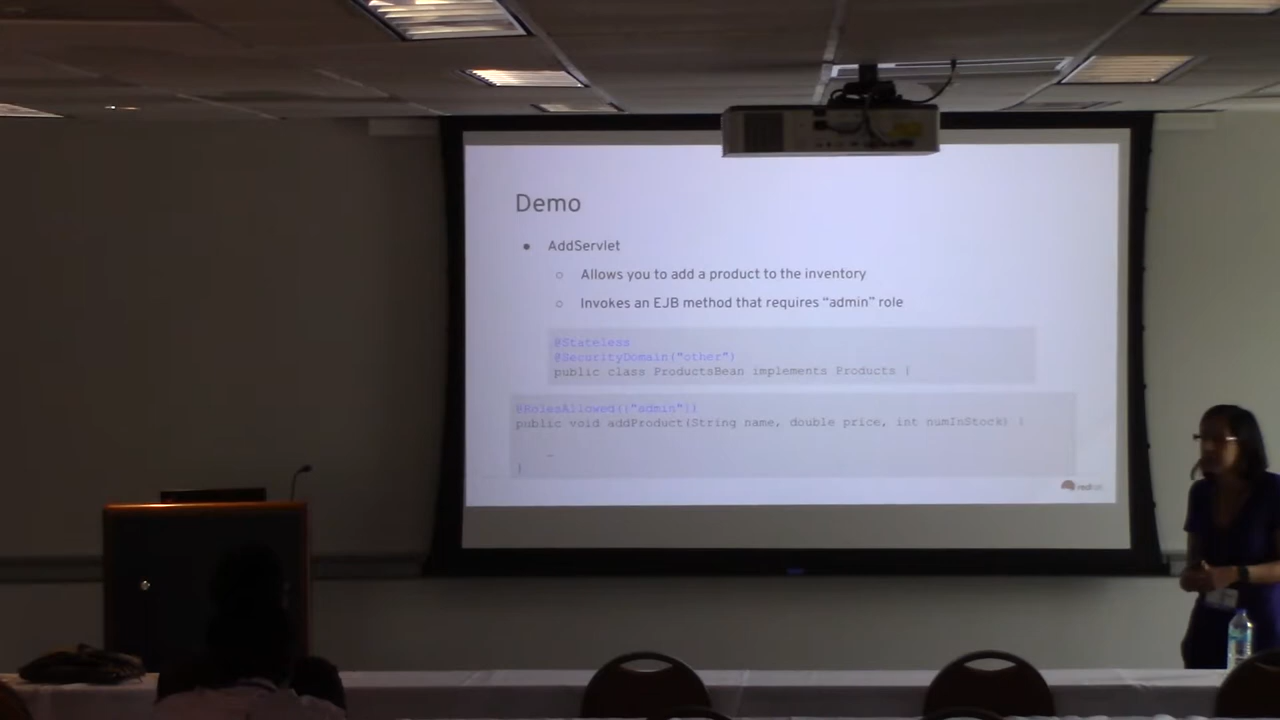 Demo
● AddServlet
○ Allows you to add a product to the inventory
○ Invokes an EJB method that requires “admin” role
@Stateless
@SecurityDomain("other")
public class ProductsBean implements Products {
@RolesAllowed({"admin"})
public void addProduct(String name, double price, int numInStock) {
}
redhat